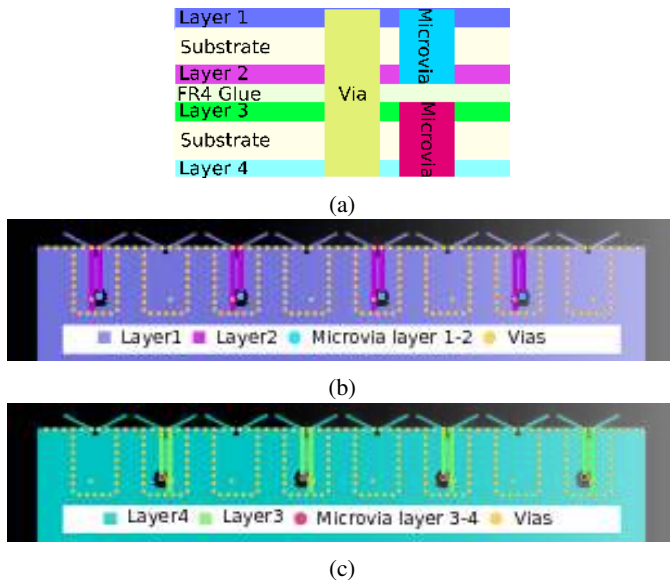 Layer 1
Substrate
Layer 2
FR4 Glue
Layer 3
Substrate
Layer 4
Via
Microvia
Microvia
(a)
Layer1 Layer2 Microvia layer 1-2 Vias
(b)
Layer4 Layer3 Microvia layer 3-4 Vias
(c)